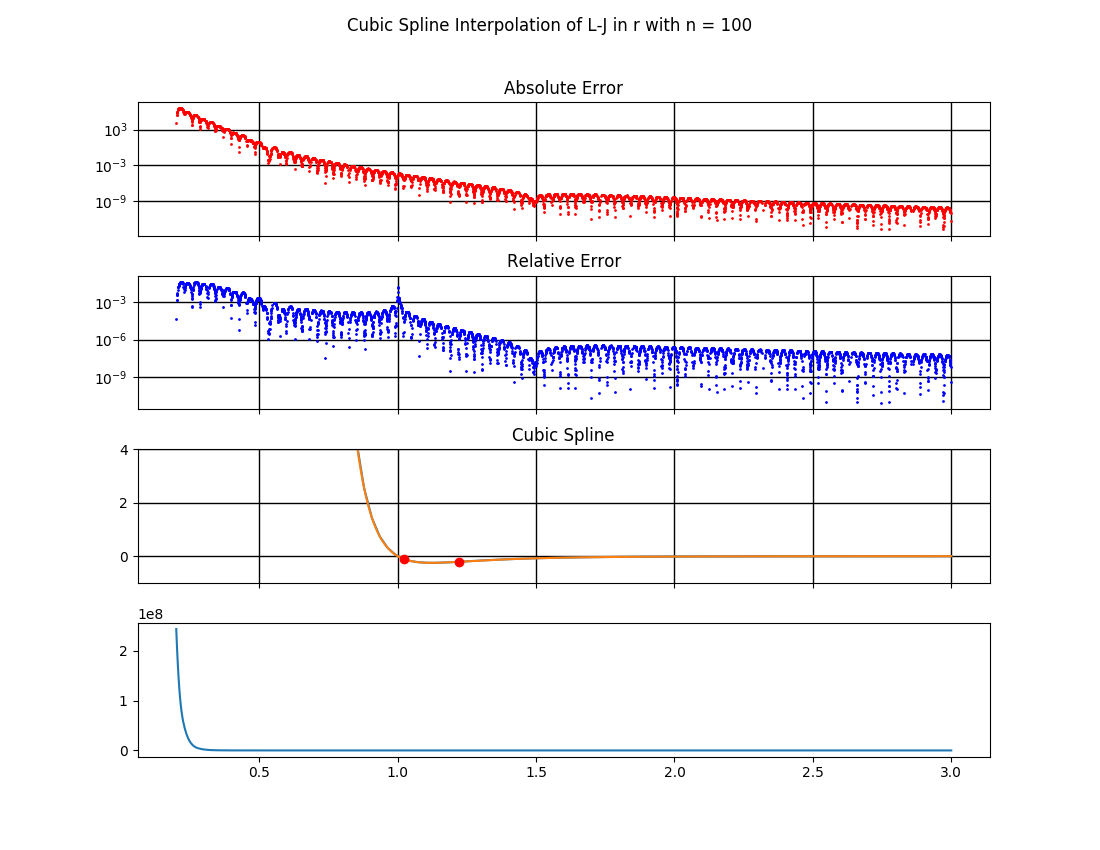 Cubic Spline Interpolation of L-J in r with n = 100
Absolute Error
10³
10⁻³
10⁻⁹
Relative Error
10⁻³
10⁻⁶
10⁻⁹
Cubic Spline
4
2
0
1e8
2
1
0
0.5 1.0 1.5 2.0 2.5 3.0